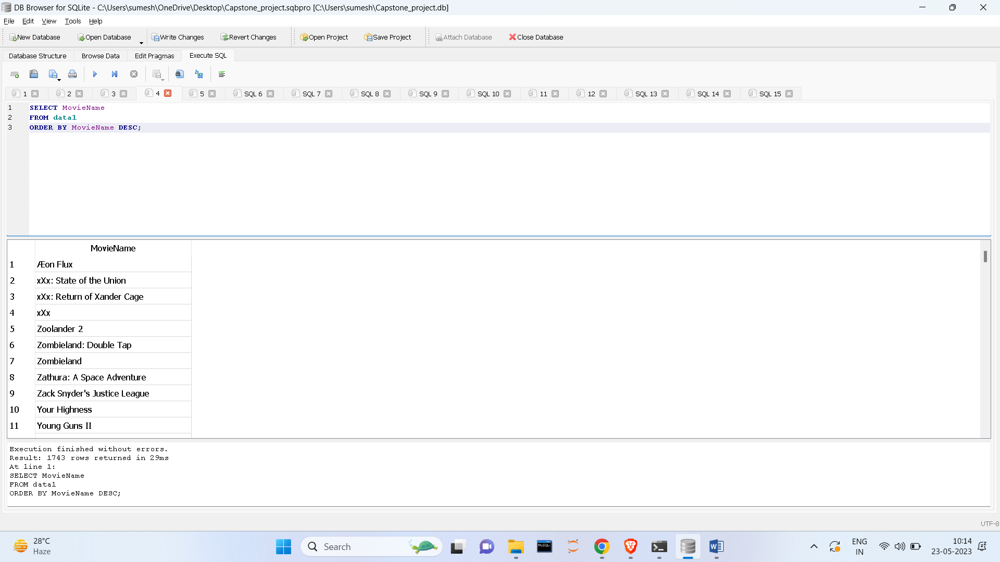 DB Browser for SQLite - C:\Users\sumesh\OneDrive\Desktop\Capstone_project.sqbpro [C:\Users\sumesh\Capstone_project.db]
File Edit View Tools Help
New Database Open Database Write Changes Revert Changes Open Project Save Project Attach Database Close Database
Database Structure Browse Data Edit Pragmas Execute SQL
1 2 3 4 5 SQL 6 SQL 7 SQL 8 SQL 9 SQL 10 11 12 SQL 13 SQL 14 SQL 15
1 SELECT MovieName
2 FROM data1
3 ORDER BY MovieName DESC;
MovieName
1 Æon Flux
2 xXx: State of the Union
3 xXx: Return of Xander Cage
4 xXx
5 Zoolander 2
6 Zombieland: Double Tap
7 Zombieland
8 Zathura: A Space Adventure
9 Zack Snyder's Justice League
10 Your Highness
11 Young Guns II
Execution finished without errors.
Result: 1743 rows returned in 29ms
At line 1:
SELECT MovieName
FROM data1
ORDER BY MovieName DESC;
UTF-8
28°C
Haze
Search
MySQL
ENG
IN
10:14
23-05-2023